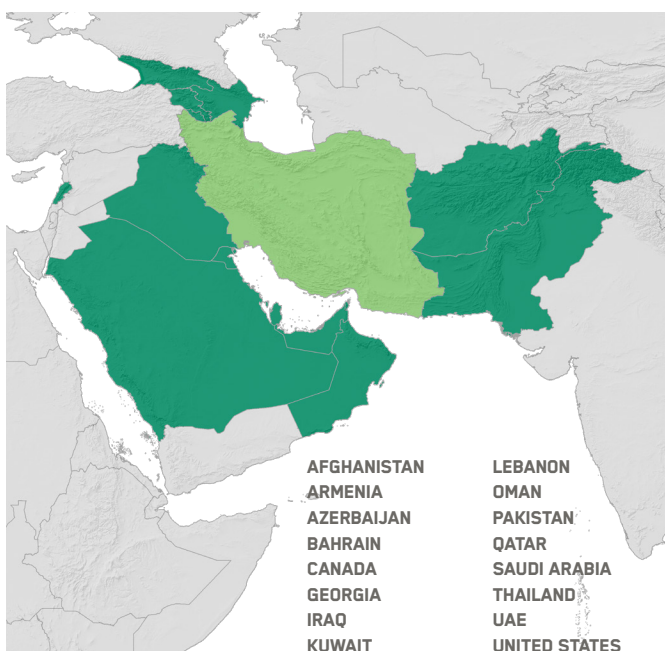 AFGHANISTAN
ARMENIA
AZERBAIJAN
BAHRAIN
CANADA
GEORGIA
IRAQ
KUWAIT
LEBANON
OMAN
PAKISTAN
QATAR
SAUDI ARABIA
THAILAND
UAE
UNITED STATES